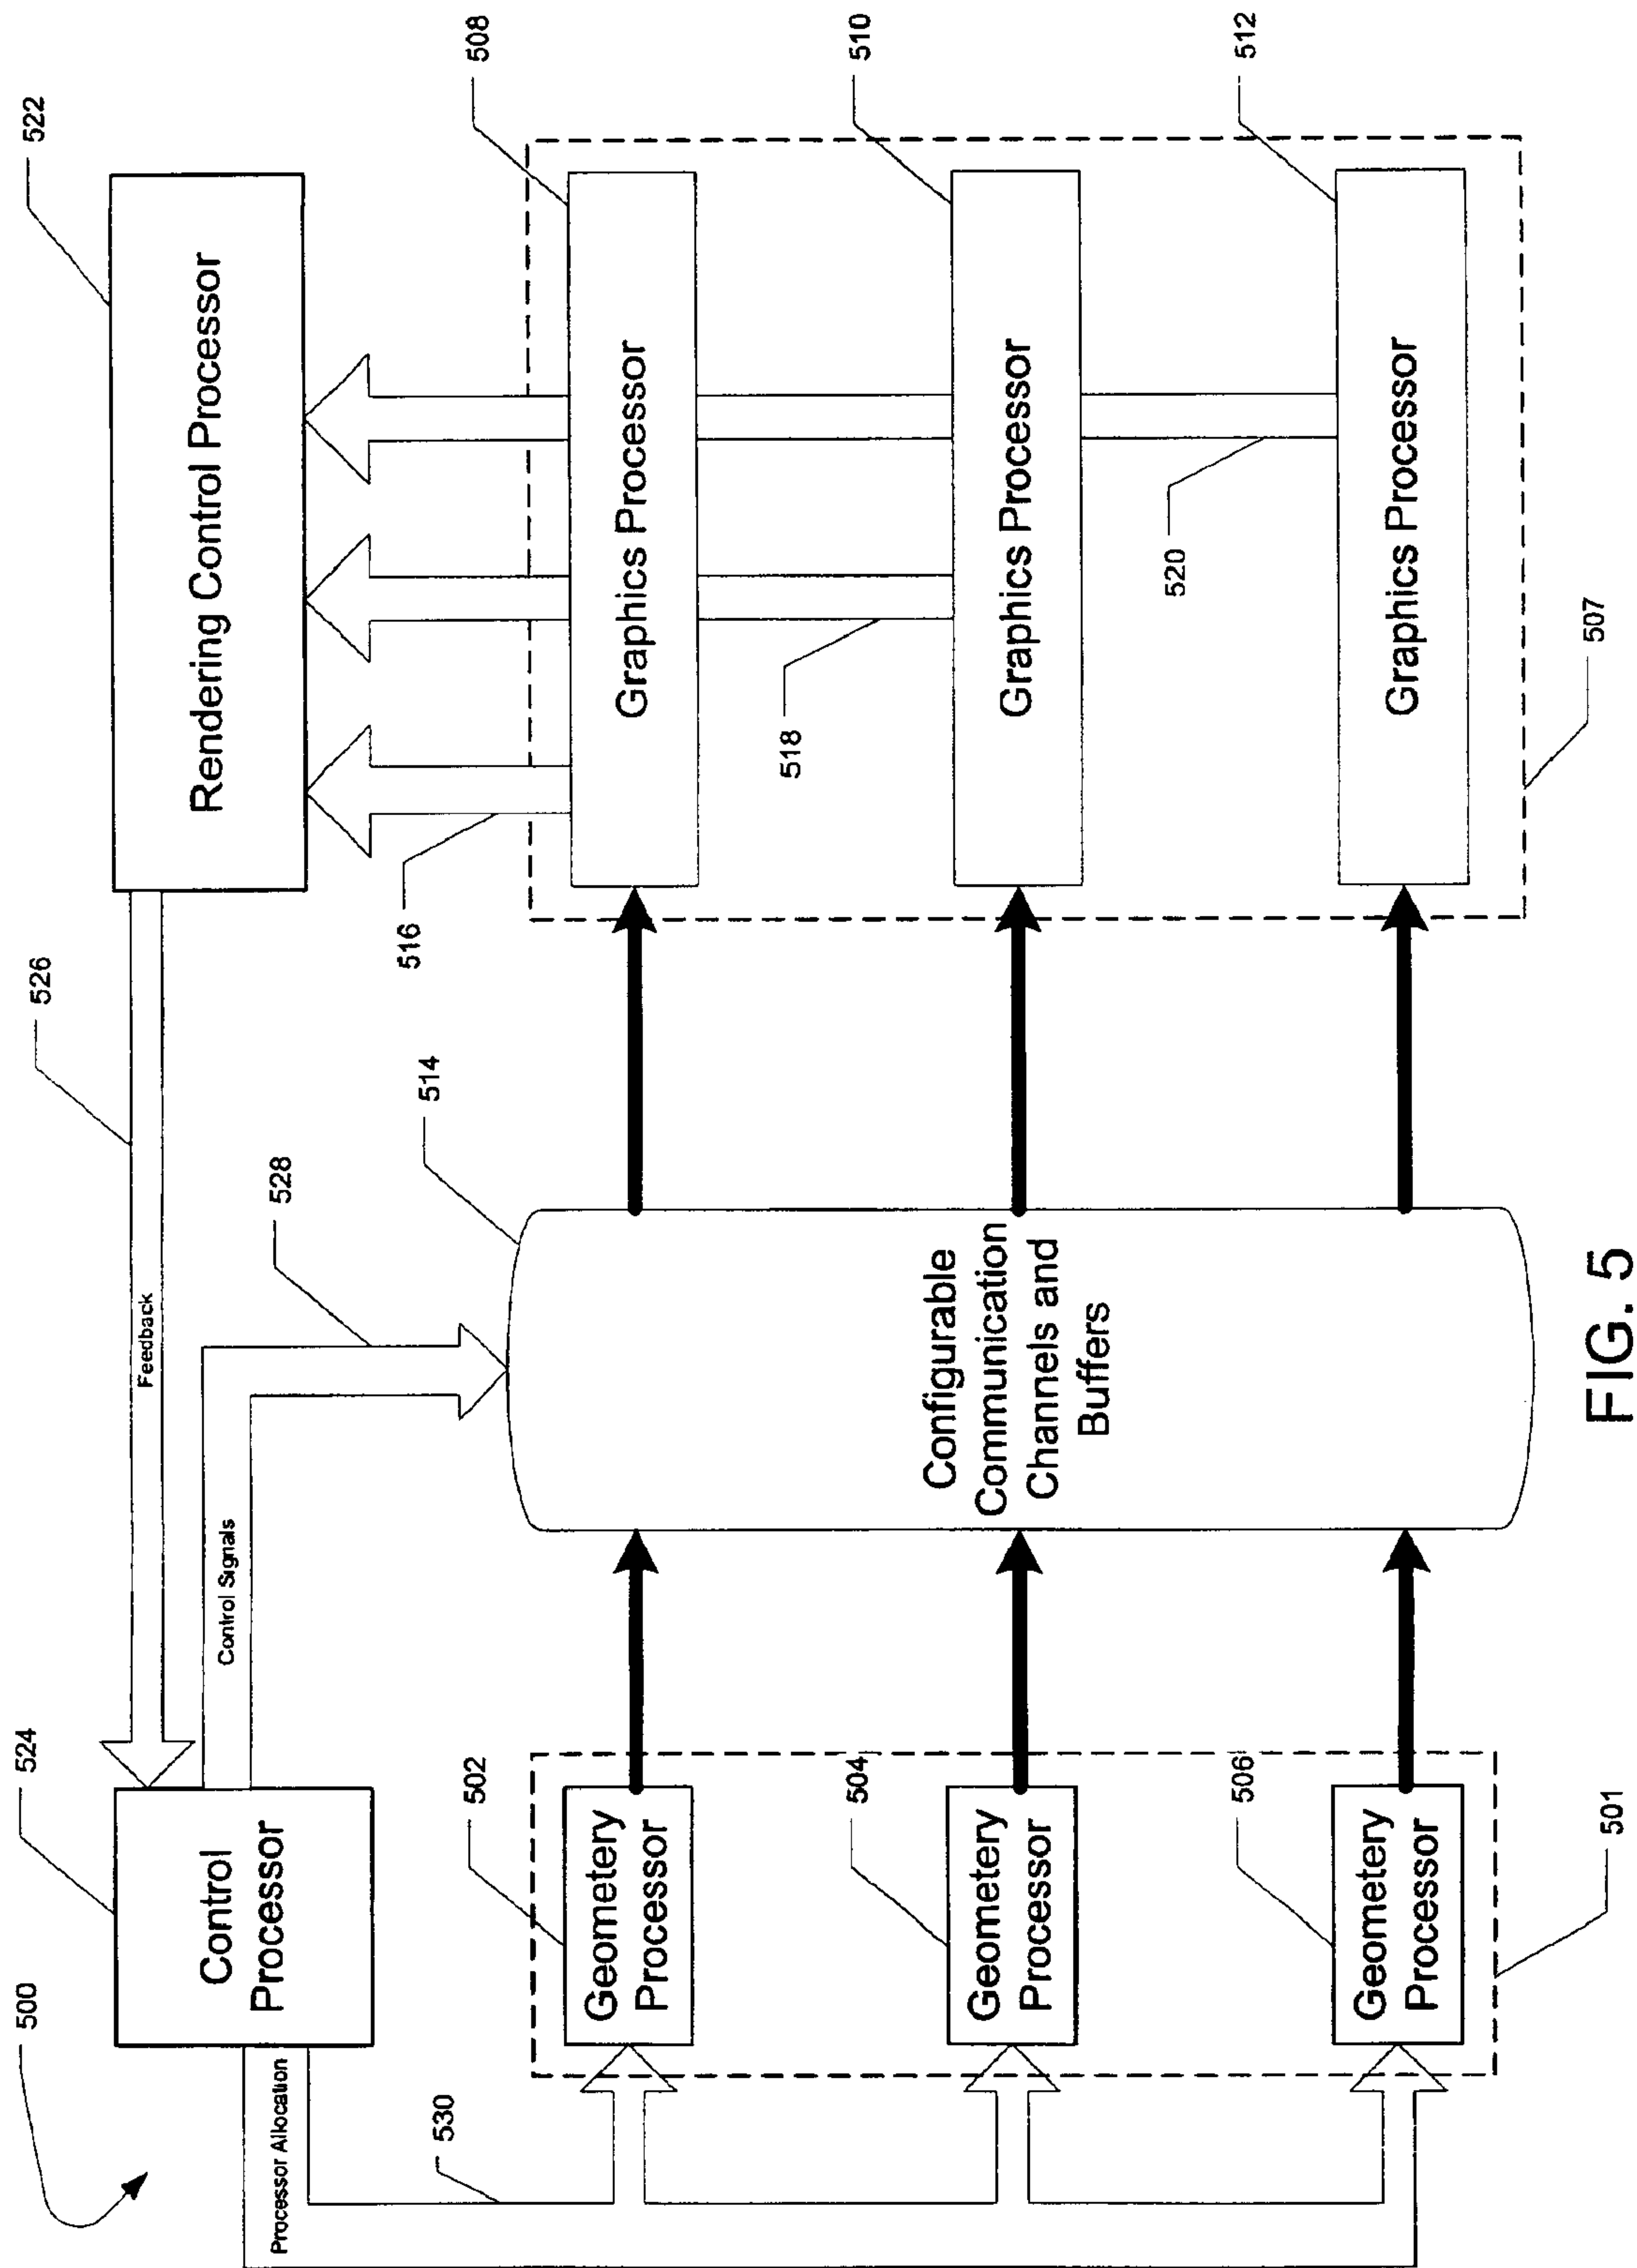 500
524
Control
Processor
Feedback
526
Rendering Control Processor
522
Control Signals
528
Processor Allocation
530
502
Geometery
Processor
504
Geometery
Processor
506
Geometery
Processor
501
514
Configurable
Communication
Channels and
Buffers
516
518
520
508
Graphics Processor
510
Graphics Processor
512
Graphics Processor
507
FIG. 5